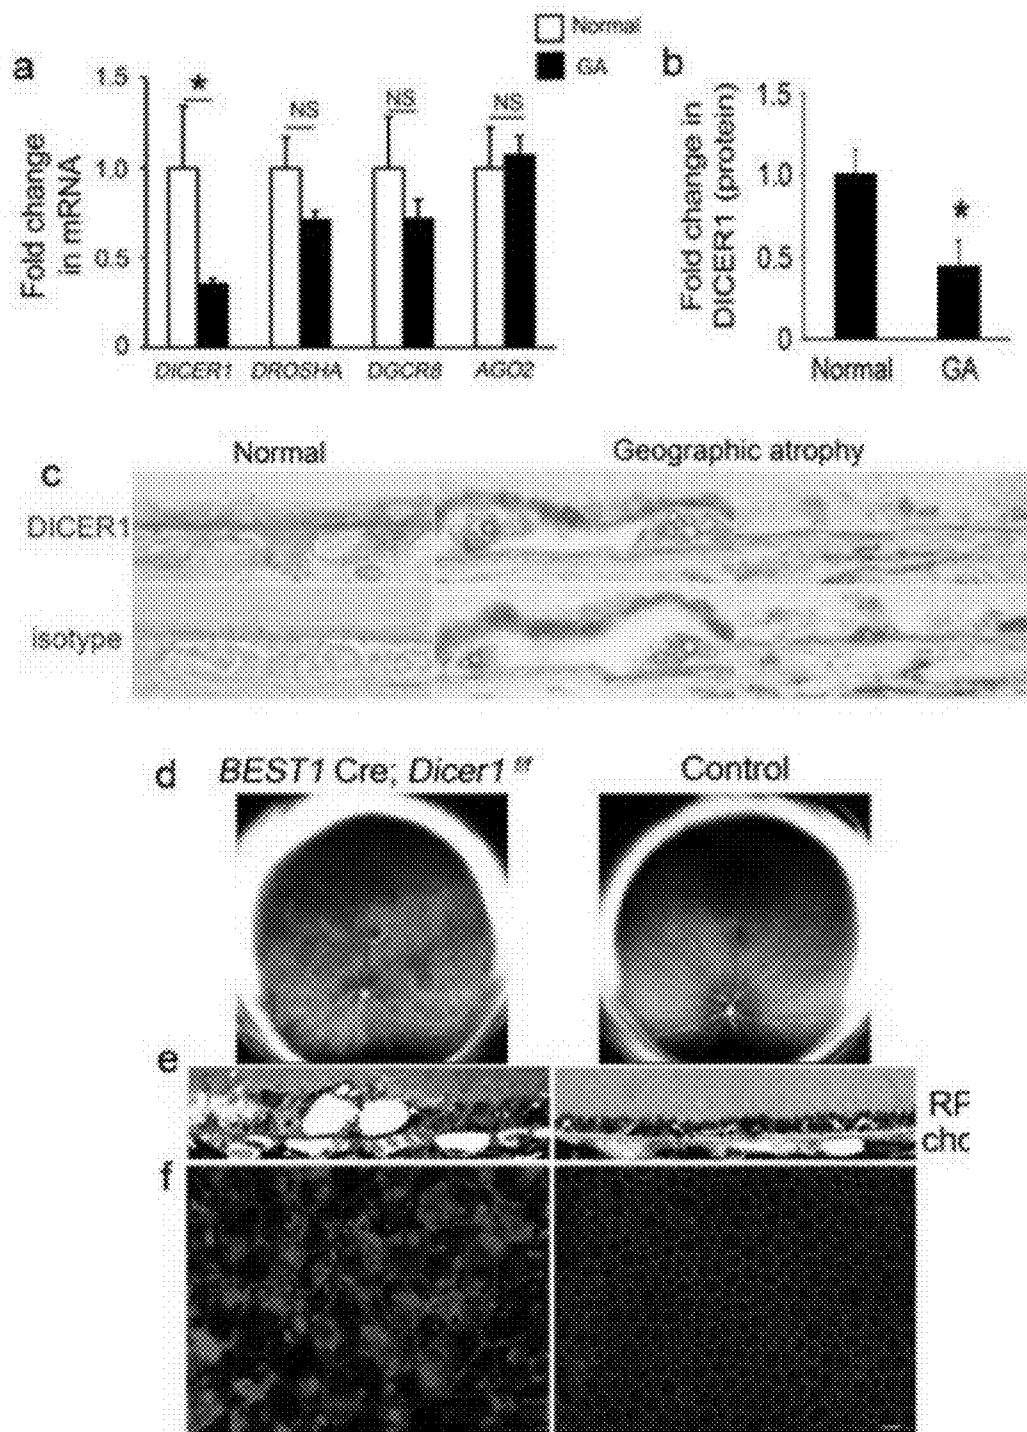 Normal
GA
a
b
1.5
1.0
0.5
0
Fold change
in mRNA
*
NS
NS
NS
DICER1 DROSHA DGCR8 AGO2
1.5
1.0
0.5
0
Fold change in
DICER1 (protein)
*
Normal GA
c
Normal Geographic atrophy
DICER1
isotype
d BEST1 Cre; Dicer1 f/f Control
e
RP
cho
f